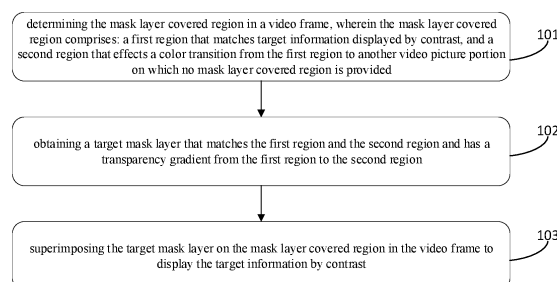 determining the mask layer covered region in a video frame, wherein the mask layer covered
region comprises: a first region that matches target information displayed by contrast, and a
second region that effects a color transition from the first region to another video picture portion
on which no mask layer covered region is provided
101
obtaining a target mask layer that matches the first region and the second region and has a
transparency gradient from the first region to the second region
102
superimposing the target mask layer on the mask layer covered region in the video frame to
display the target information by contrast
103